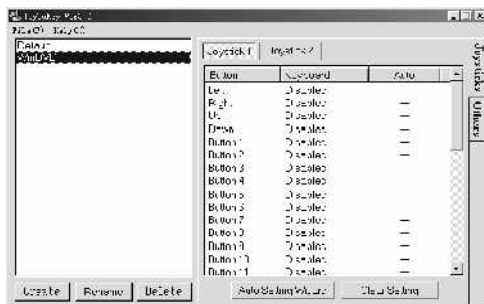 File(F) Help(H)
Default
Joystick 1 Joystick 2
Button Keyboard Auto
Left Disabled —
Right Disabled —
Up Disabled —
Down Disabled —
Button 1 Disabled —
Button 2 Disabled —
Button 3 Disabled
Button 4 Disabled
Button 5 Disabled
Button 6 Disabled
Button 7 Disabled —
Button 8 Disabled —
Button 9 Disabled —
Button 10 Disabled —
Button 11 Disabled —
Create Rename Delete
Auto Setting Wizard Clear Setting
Joysticks
Others